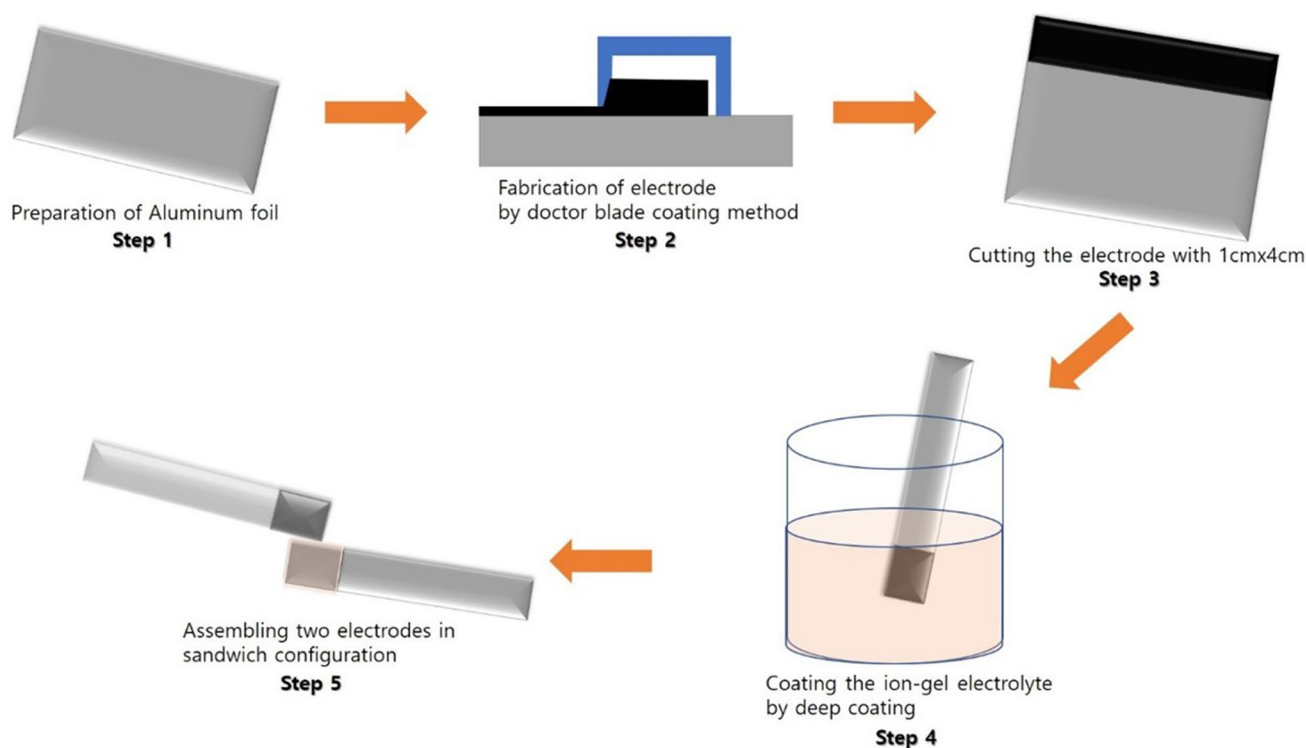 Preparation of Aluminum foil
Step 1
Fabrication of electrode
by doctor blade coating method
Step 2
Cutting the electrode with 1cmx4cm
Step 3
Coating the ion-gel electrolyte
by deep coating
Step 4
Assembling two electrodes in
sandwich configuration
Step 5